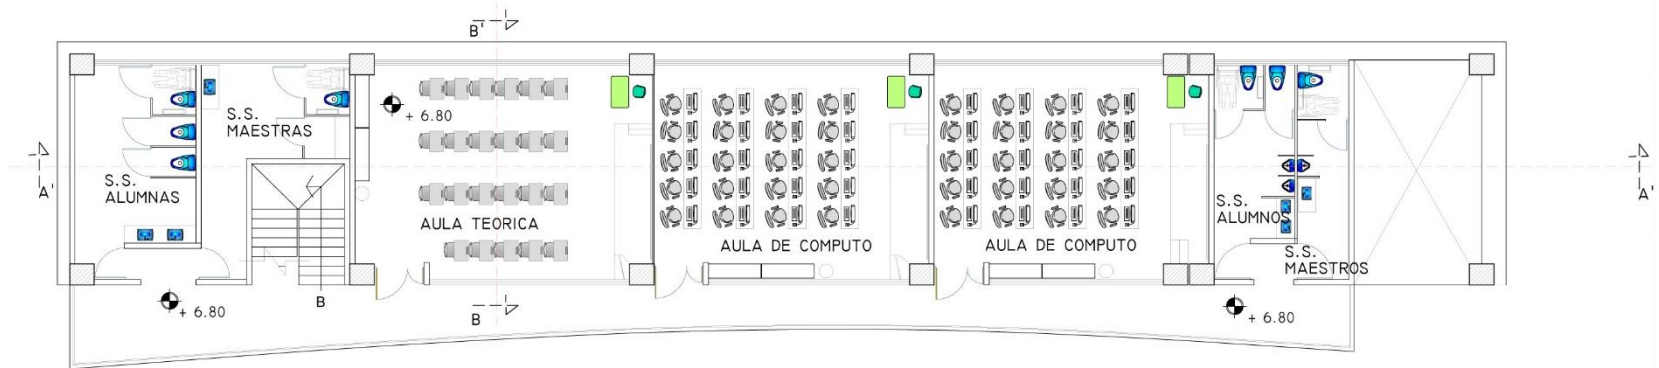 B'
+ 6.80
S.S.
MAESTRAS
A'
A'
S.S.
ALUMNAS
AULA TEORICA
AULA DE COMPUTO
AULA DE COMPUTO
S.S.
ALUMNOS
S.S.
MAESTROS
B
B
+ 6.80
+ 6.80